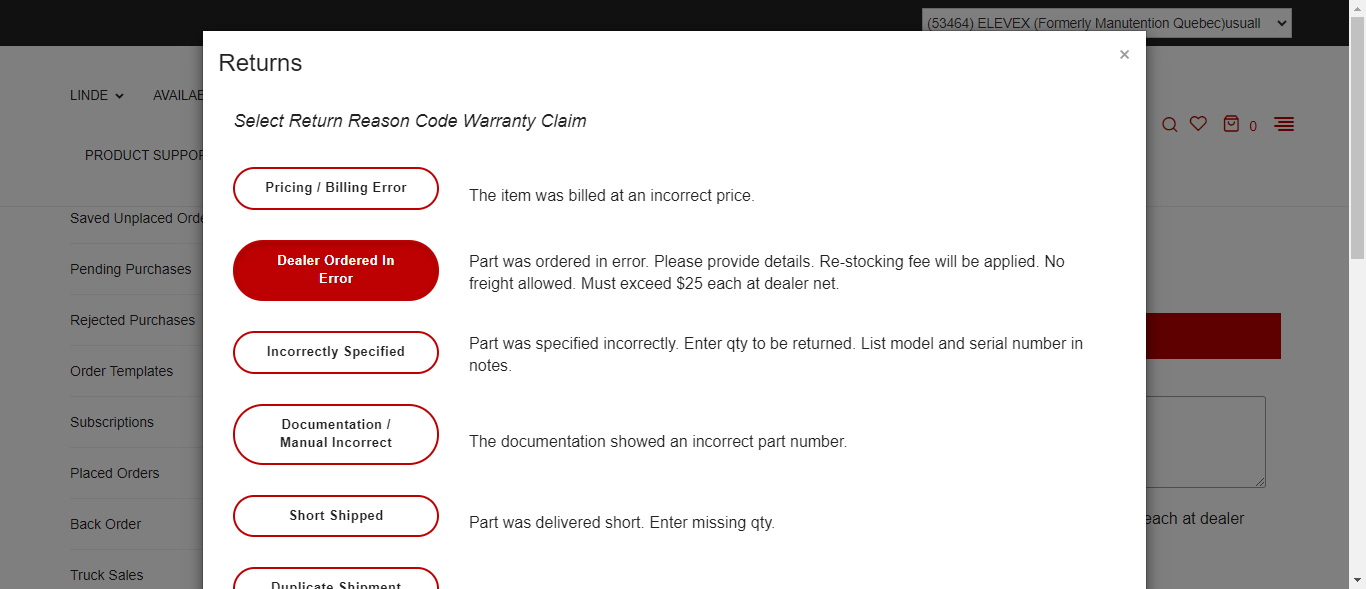 (53464) ELEVEX (Formerly Manutention Quebec)usuall
Returns
×
LINDE
AVAILAB
Select Return Reason Code Warranty Claim
0
PRODUCT SUPPOR
Pricing / Billing Error
The item was billed at an incorrect price.
Saved Unplaced Orde
Dealer Ordered In
Error
Part was ordered in error. Please provide details. Re-stocking fee will be applied. No
freight allowed. Must exceed $25 each at dealer net.
Pending Purchases
Rejected Purchases
Incorrectly Specified
Part was specified incorrectly. Enter qty to be returned. List model and serial number in
notes.
Order Templates
Subscriptions
Documentation /
Manual Incorrect
The documentation showed an incorrect part number.
Placed Orders
Short Shipped
Part was delivered short. Enter missing qty.
each at dealer
Back Order
Truck Sales
Duplicate Shipment